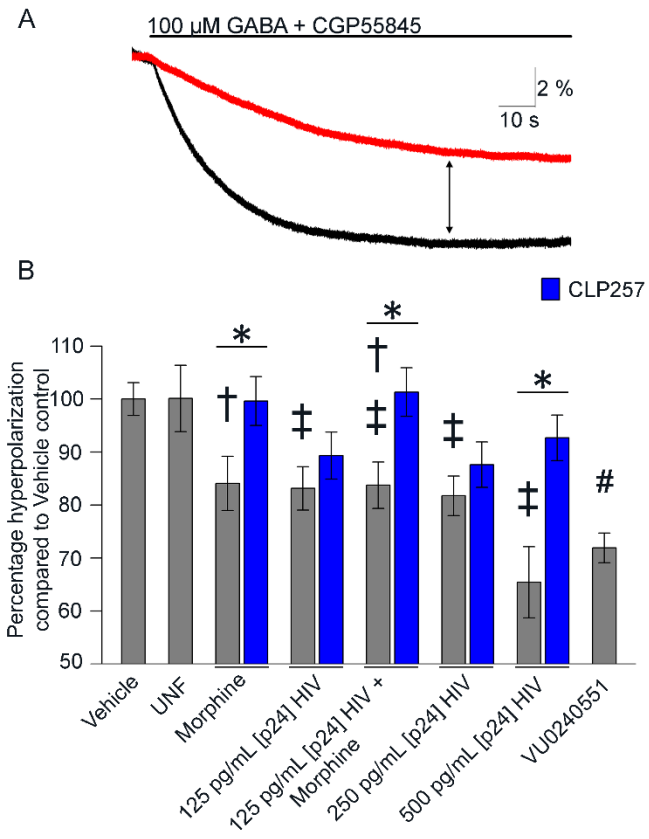 A
100 µM GABA + CGP55845
2 %
10 s
B
CLP257
Percentage hyperpolarization
compared to Vehicle control
110
100
90
80
70
60
50
*
†
‡
*
†
‡
‡
*
‡
#
Vehicle
UNF
Morphine
125 pg/mL [p24] HIV
125 pg/mL [p24] HIV +
Morphine
250 pg/mL [p24] HIV
500 pg/mL [p24] HIV
VU0240551